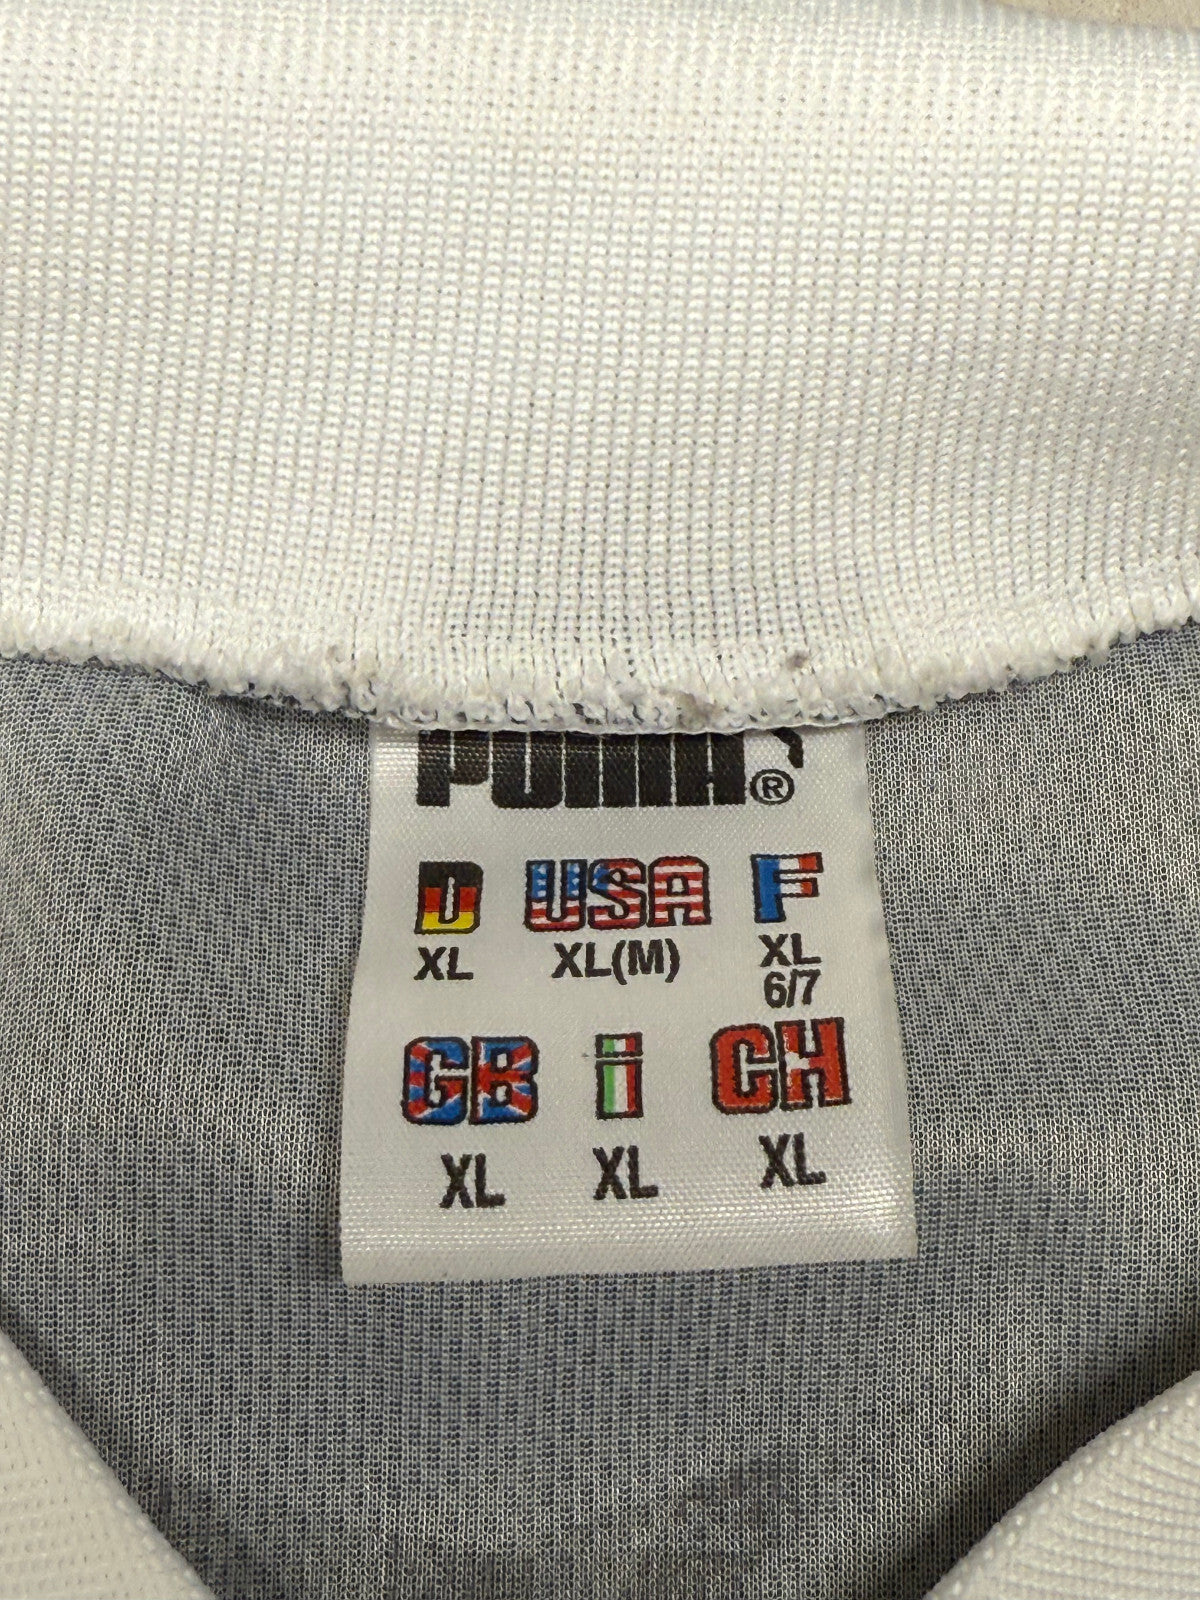 PUMA®
D USA F
XL XL(M) XL
6/7
GB i CH
XL XL XL